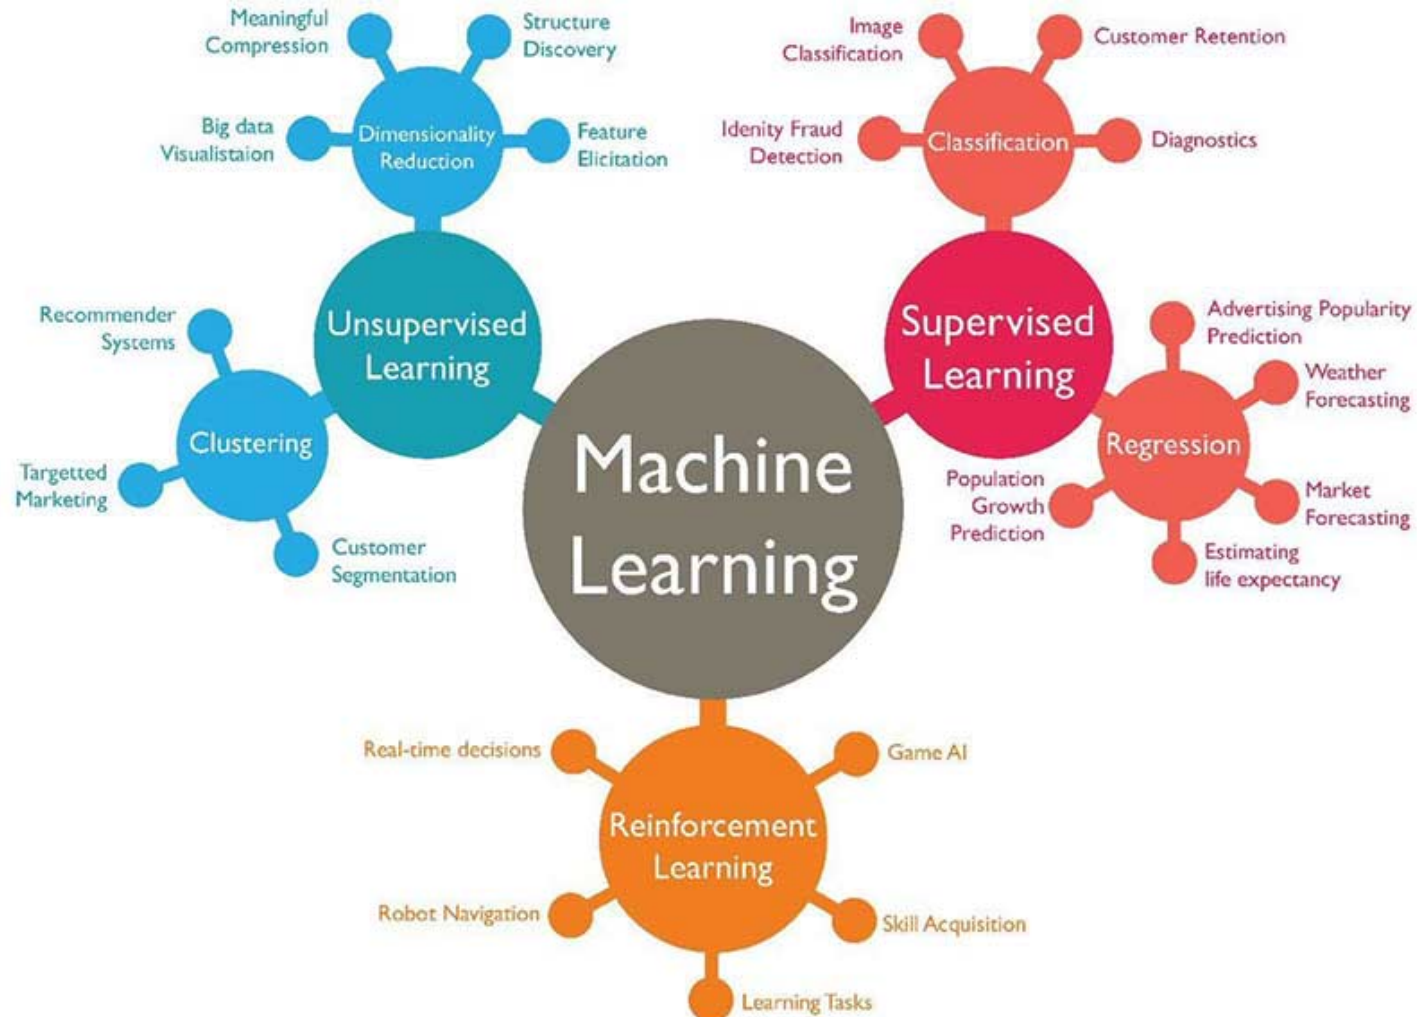 Meaningful
Compression
Structure
Discovery
Big data
Visualistaion
Dimensionality
Reduction
Feature
Elicitation
Image
Classification
Customer Retention
Idenity Fraud
Detection
Classification
Diagnostics
Recommender
Systems
Unsupervised
Learning
Clustering
Targetted
Marketing
Customer
Segmentation
Supervised
Learning
Advertising Popularity
Prediction
Weather
Forecasting
Regression
Population
Growth
Prediction
Market
Forecasting
Estimating
life expectancy
Machine
Learning
Real-time decisions
Game AI
Reinforcement
Learning
Robot Navigation
Skill Acquisition
Learning Tasks